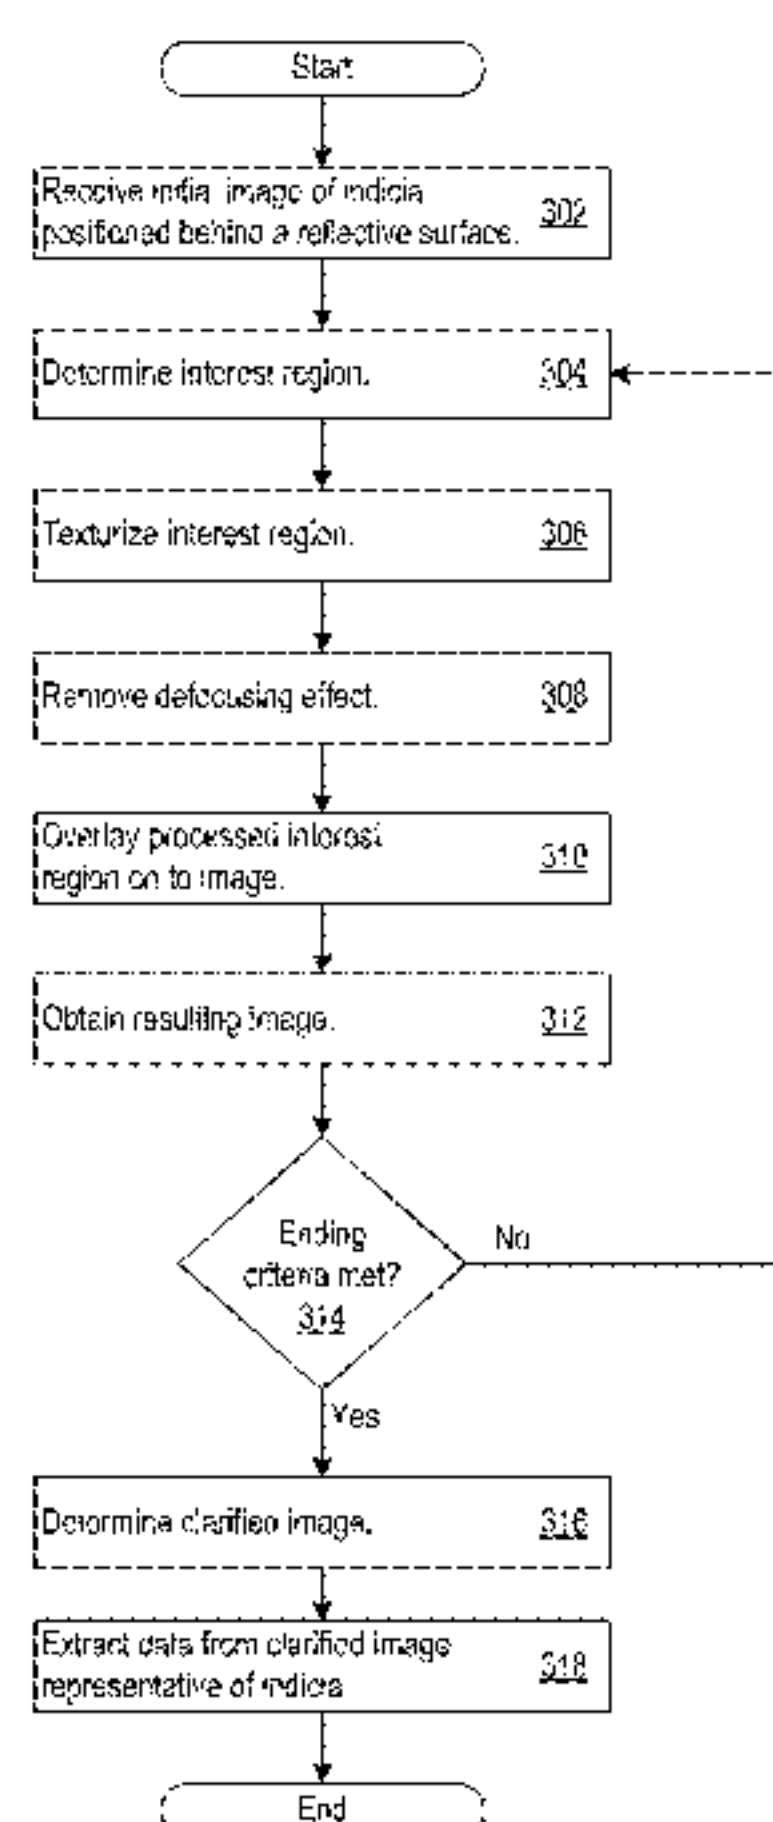 Start
Receive initial image of indicia
positioned behind a reflective surface.
302
Determine interest region.
304
Texturize interest region.
306
Remove defocusing effect.
308
Overlay processed interest
region on to image.
310
Obtain resulting image.
312
Ending
criteria met?
314
No
Yes
Determine clarified image.
316
Extract data from clarified image
representative of indicia
318
End